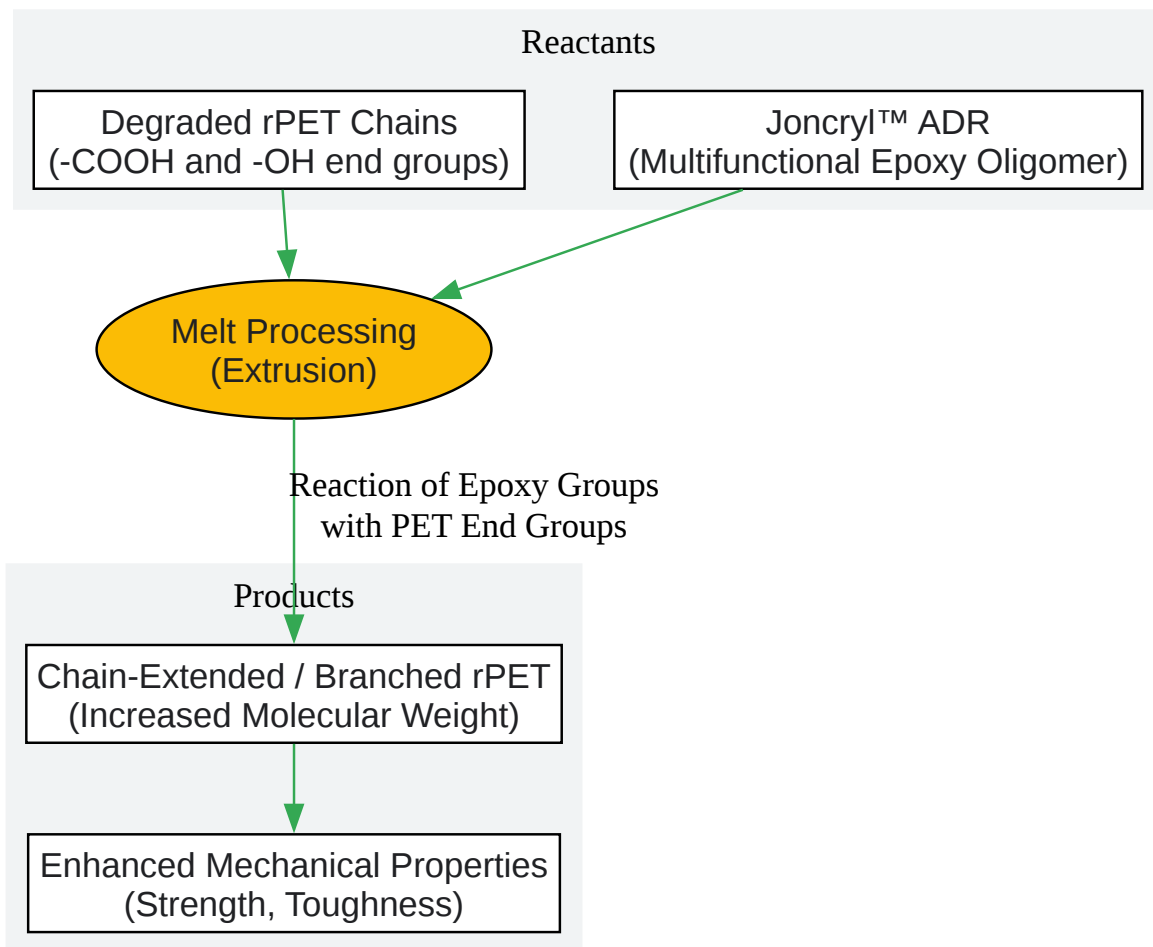 Reactants
Degraded rPET Chains
(-COOH and -OH end groups)
Joncryl™ ADR
(Multifunctional Epoxy Oligomer)
Melt Processing
(Extrusion)
Reaction of Epoxy Groups
with PET End Groups
Products
Chain-Extended / Branched rPET
(Increased Molecular Weight)
Enhanced Mechanical Properties
(Strength, Toughness)